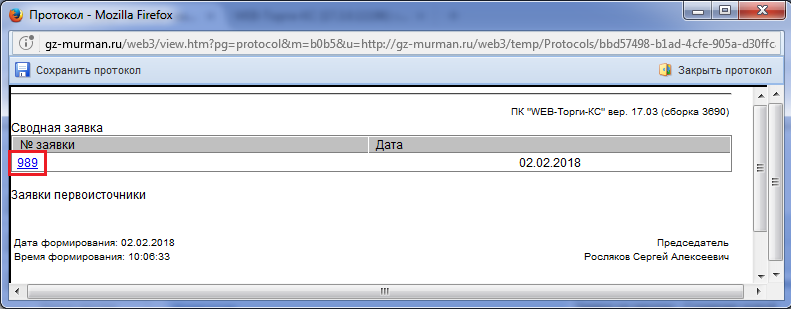 Протокол - Mozilla Firefox
gz-murman.ru/web3/view.htm?pg=protocol&m=b0b5&u=http://gz-murman.ru/web3/temp/Protocols/bbd57498-b1ad-4cfe-905a-d30ffc
Сохранить протокол Закрыть протокол
ПК "WEB-Торги-КС" вер. 17.03 (сборка 3690)
Сводная заявка
№ заявки Дата
989 02.02.2018
Заявки первоисточники
Дата формирования: 02.02.2018 Председатель
Время формирования: 10:06:33 Росляков Сергей Алексеевич